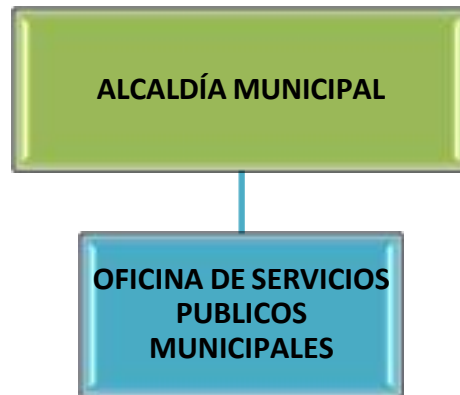 ALCALDÍA MUNICIPAL
OFICINA DE SERVICIOS
PUBLICOS
MUNICIPALES